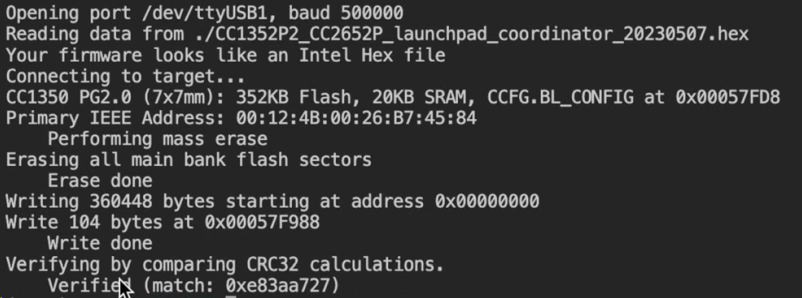 Opening port /dev/ttyUSB1, baud 500000
Reading data from ./CC1352P2_CC2652P_launchpad_coordinator_20230507.hex
Your firmware looks like an Intel Hex file
Connecting to target...
CC1350 PG2.0 (7x7mm): 352KB Flash, 20KB SRAM, CCFG.BL_CONFIG at 0x00057FD8
Primary IEEE Address: 00:12:4B:00:26:B7:45:84
    Performing mass erase
Erasing all main bank flash sectors
    Erase done
Writing 360448 bytes starting at address 0x00000000
Write 104 bytes at 0x00057F988
    Write done
Verifying by comparing CRC32 calculations.
    Verified (match: 0xe83aa727)